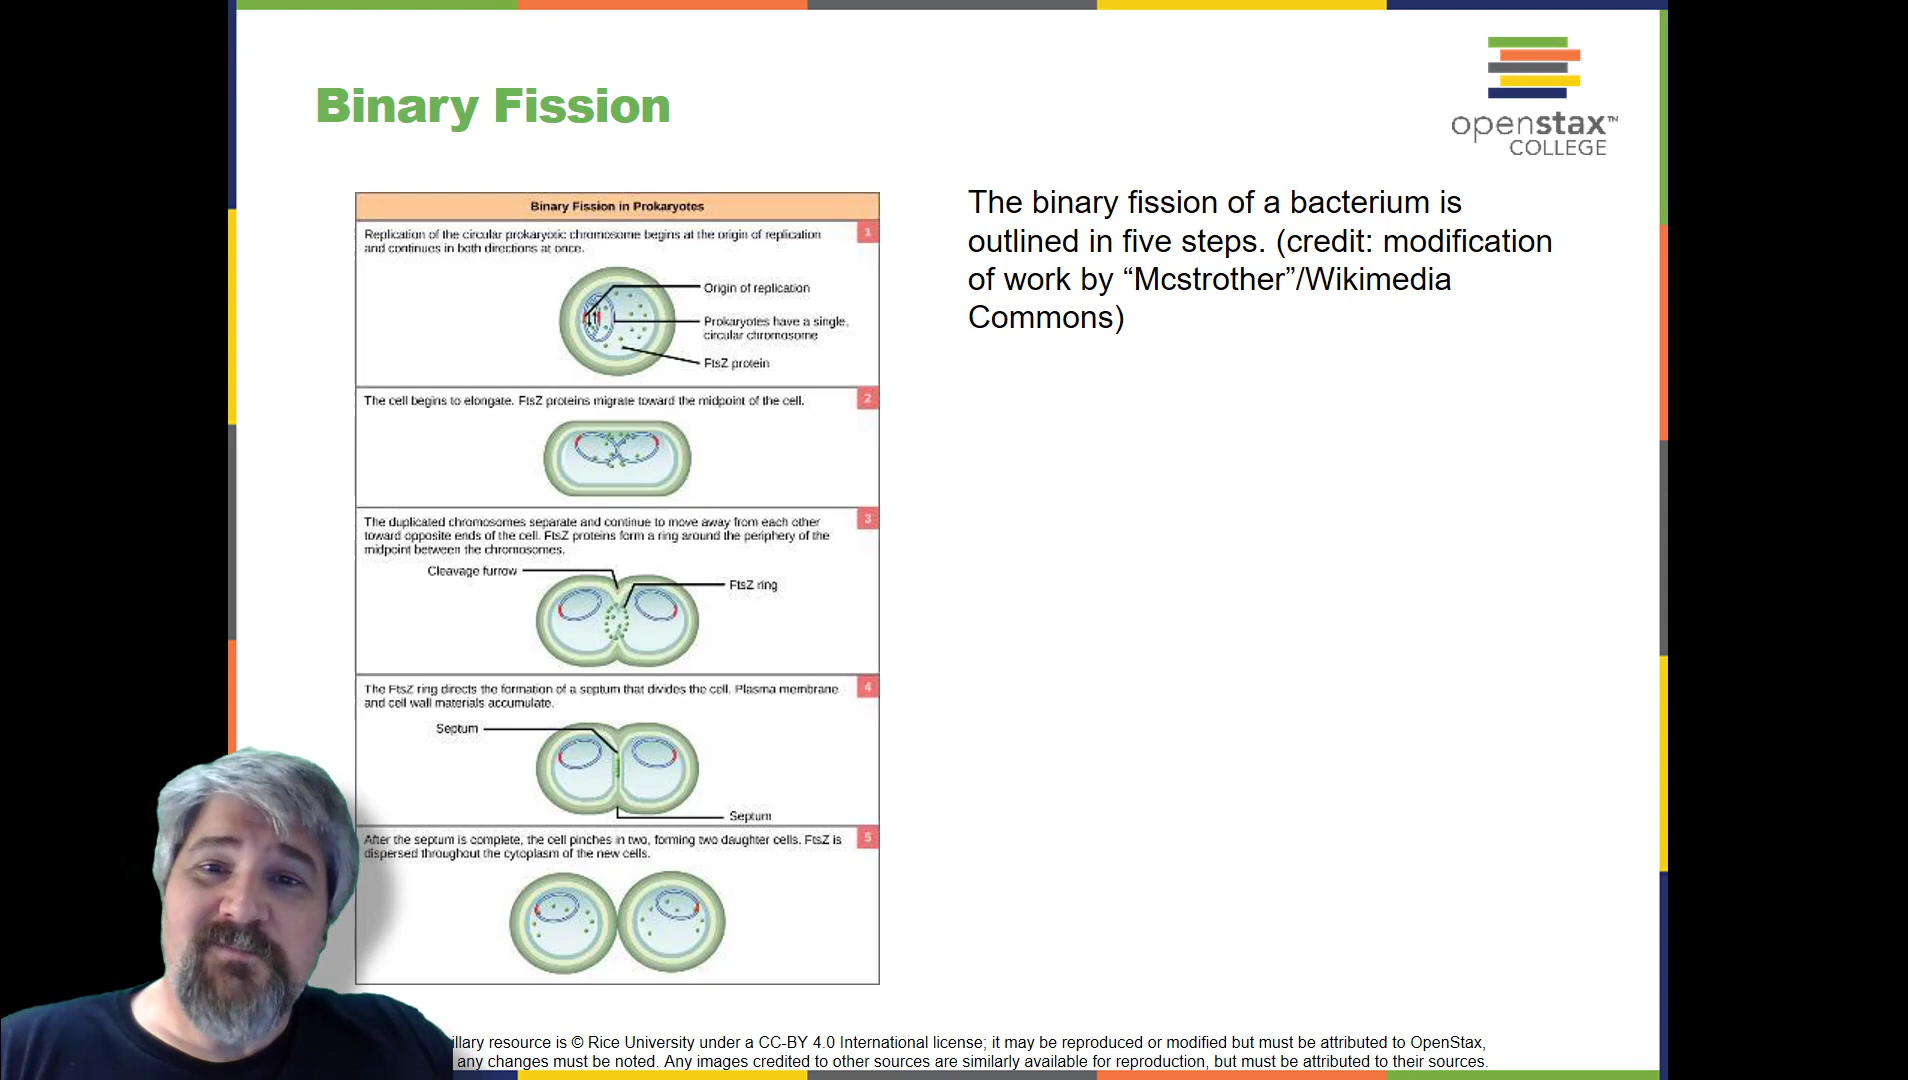 Binary Fission
openstax™
COLLEGE
Binary Fission in Prokaryotes
Replication of the circular prokaryotic chromosome begins at the origin of replication
and continues in both directions at once.
1
Origin of replication
Prokaryotes have a single,
circular chromosome
FtsZ protein
The cell begins to elongate. FtsZ proteins migrate toward the midpoint of the cell.
2
The duplicated chromosomes separate and continue to move away from each other
toward opposite ends of the cell. FtsZ proteins form a ring around the periphery of the
midpoint between the chromosomes.
3
Cleavage furrow
FtsZ ring
The FtsZ ring directs the formation of a septum that divides the cell. Plasma membrane
and cell wall materials accumulate.
4
Septum
Septum
After the septum is complete, the cell pinches in two, forming two daughter cells. FtsZ is
dispersed throughout the cytoplasm of the new cells.
5
The binary fission of a bacterium is
outlined in five steps. (credit: modification
of work by “Mcstrother”/Wikimedia
Commons)
resource is © Rice University under a CC-BY 4.0 International license; it may be reproduced or modified but must be attributed to OpenStax,
any changes must be noted. Any images credited to other sources are similarly available for reproduction, but must be attributed to their sources.